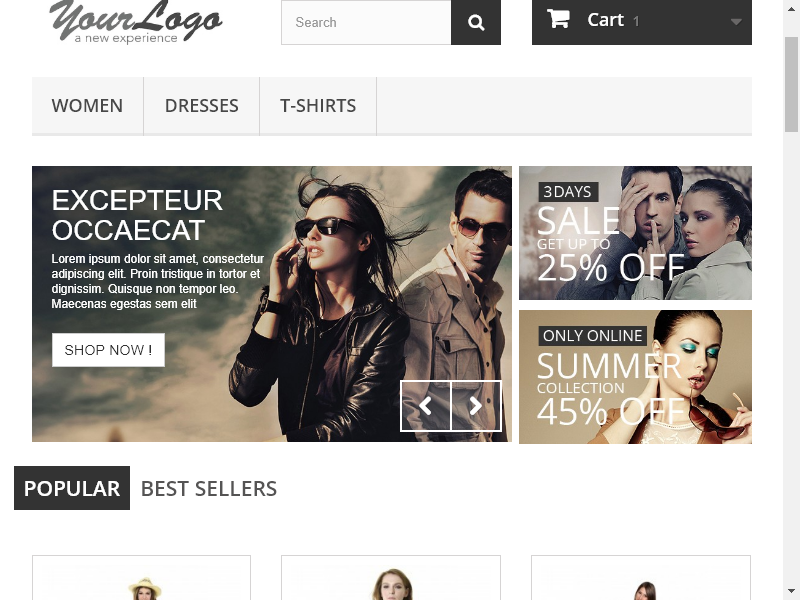 YourLogo
a new experience
Search
Cart 1
WOMEN
DRESSES
T-SHIRTS
EXCEPTEUR
OCCAECAT
Lorem ipsum dolor sit amet, consectetur
adipiscing elit. Proin tristique in tortor et
dignissim. Quisque non tempor leo.
Maecenas egestas sem elit
SHOP NOW !
3DAYS
SALE
GET UP TO
25% OFF
ONLY ONLINE
SUMMER
COLLECTION
45% OFF
POPULAR
BEST SELLERS